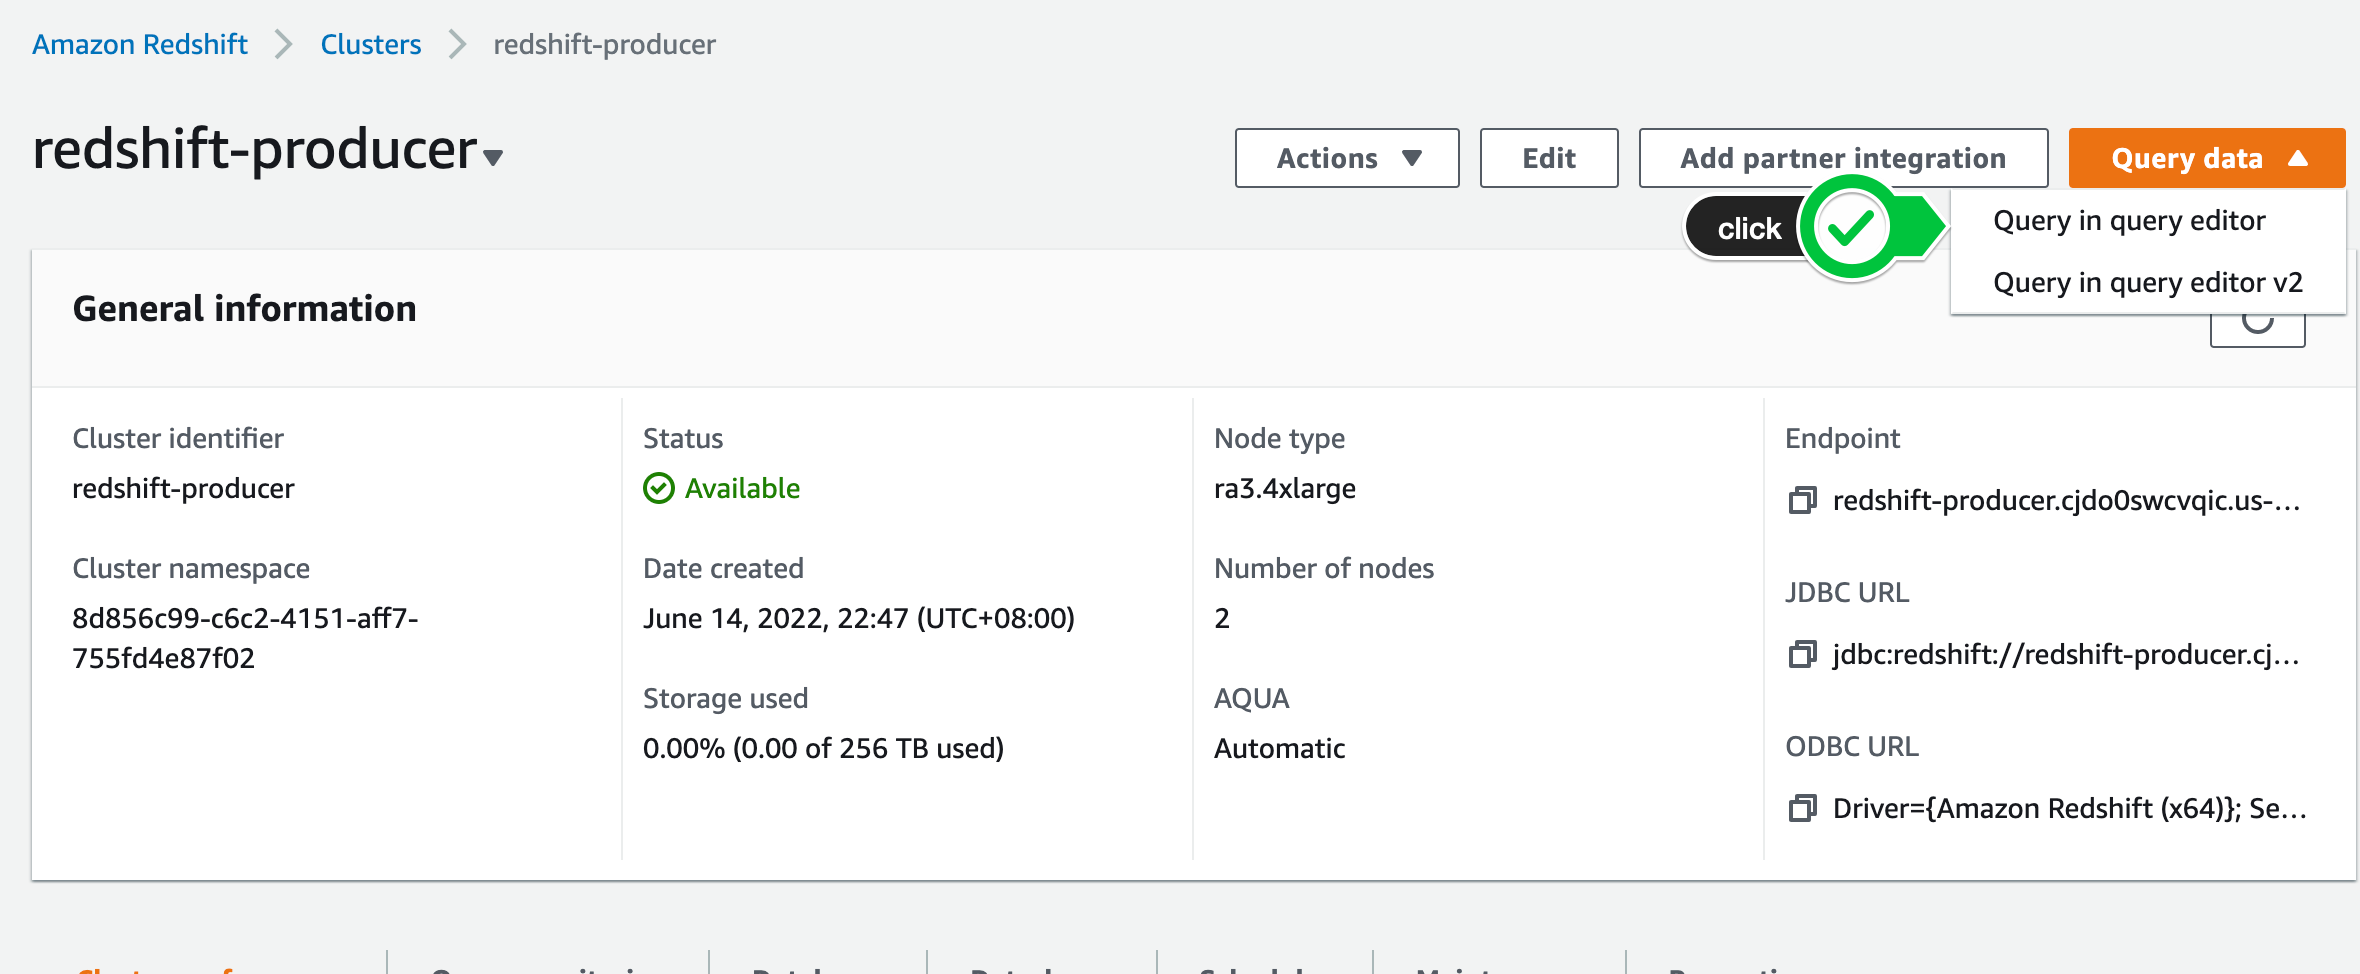 Amazon Redshift
Clusters
redshift-producer
redshift-producer
Actions
Edit
Add partner integration
Query data
click
Query in query editor
Query in query editor v2
General information
Cluster identifier
redshift-producer
Cluster namespace
8d856c99-c6c2-4151-aff7-
755fd4e87f02
Status
Available
Date created
June 14, 2022, 22:47 (UTC+08:00)
Storage used
0.00% (0.00 of 256 TB used)
Node type
ra3.4xlarge
Number of nodes
2
AQUA
Automatic
Endpoint
redshift-producer.cjdo0swcvqic.us-...
JDBC URL
jdbc:redshift://redshift-producer.cj...
ODBC URL
Driver={Amazon Redshift (x64)}; Se...